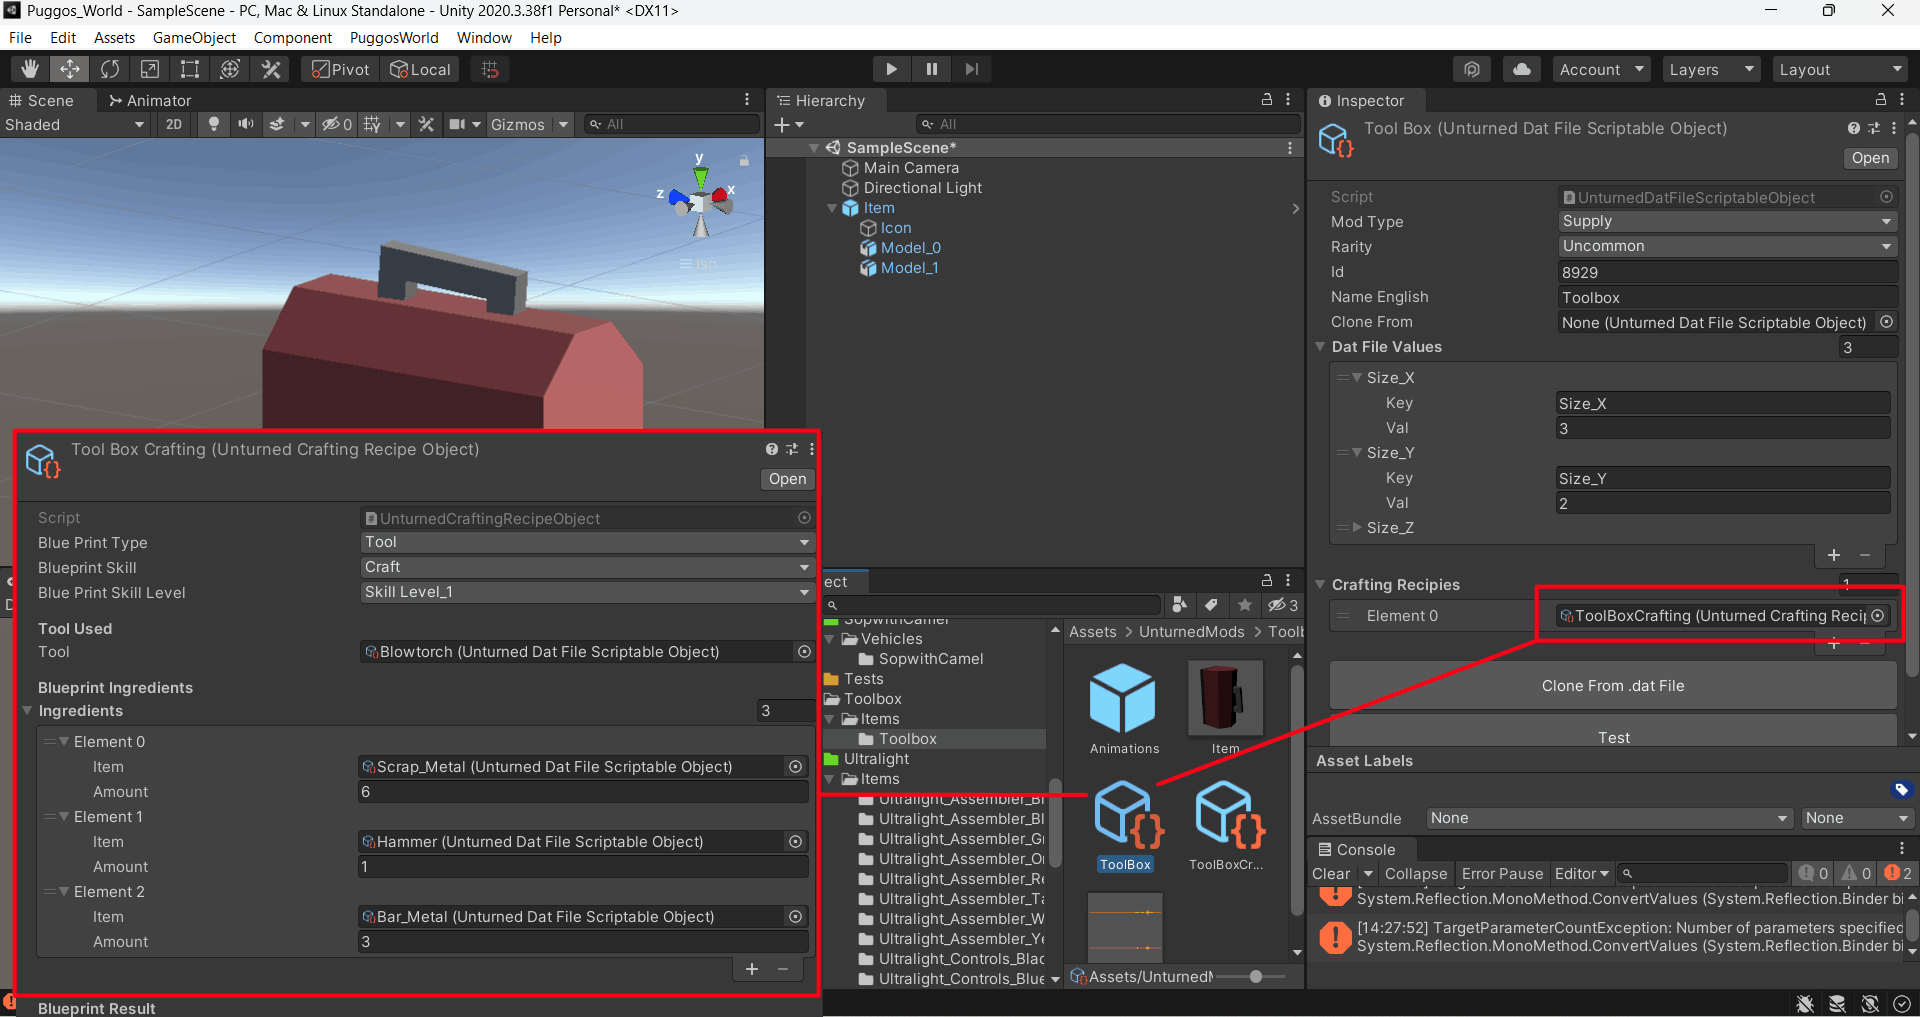 Puggos_World - SampleScene - PC, Mac & Linux Standalone - Unity 2020.3.38f1 Personal* <DX11>
File Edit Assets GameObject Component PuggosWorld Window Help
Pivot Local Account Layers Layout
Scene Animator
Shaded 2D 0 Gizmos All
y
z x
Iso
Hierarchy
All
SampleScene*
Main Camera
Directional Light
Item
Icon
Model_0
Model_1
Inspector
Tool Box (Unturned Dat File Scriptable Object)
Open
Script UnturnedDatFileScriptableObject
Mod Type Supply
Rarity Uncommon
Id 8929
Name English Toolbox
Clone From None (Unturned Dat File Scriptable Object)
Dat File Values 3
Size_X
Key Size_X
Val 3
Size_Y
Key Size_Y
Val 2
Size_Z
Crafting Recipies 1
Element 0 ToolBoxCrafting (Unturned Crafting Reci
Clone From .dat File
Test
Asset Labels
AssetBundle None None
Console
Clear Collapse Error Pause Editor 0 0 2
System.Reflection.MonoMethod.ConvertValues (System.Reflection.Binder bi
[14:27:52] TargetParameterCountException: Number of parameters specified
System.Reflection.MonoMethod.ConvertValues (System.Reflection.Binder bi
Tool Box Crafting (Unturned Crafting Recipe Object)
Open
Script UnturnedCraftingRecipeObject
Blue Print Type Tool
Blueprint Skill Craft
Blue Print Skill Level Skill Level_1
Tool Used
Tool Blowtorch (Unturned Dat File Scriptable Object)
Blueprint Ingredients
Ingredients 3
Element 0
Item Scrap_Metal (Unturned Dat File Scriptable Object)
Amount 6
Element 1
Item Hammer (Unturned Dat File Scriptable Object)
Amount 1
Element 2
Item Bar_Metal (Unturned Dat File Scriptable Object)
Amount 3
Blueprint Result
ect
3
SopwithCamel
Vehicles
SopwithCamel
Tests
Toolbox
Items
Toolbox
Ultralight
Items
Ultralight_Assembler_Bl
Ultralight_Assembler_Gr
Ultralight_Assembler_Or
Ultralight_Assembler_Re
Ultralight_Assembler_Ta
Ultralight_Assembler_W
Ultralight_Assembler_Ye
Ultralight_Controls_Blac
Ultralight_Controls_Blue
Assets > UnturnedMods > Toolb
Animations Item
ToolBox ToolBoxCr...
Assets/UnturnedM